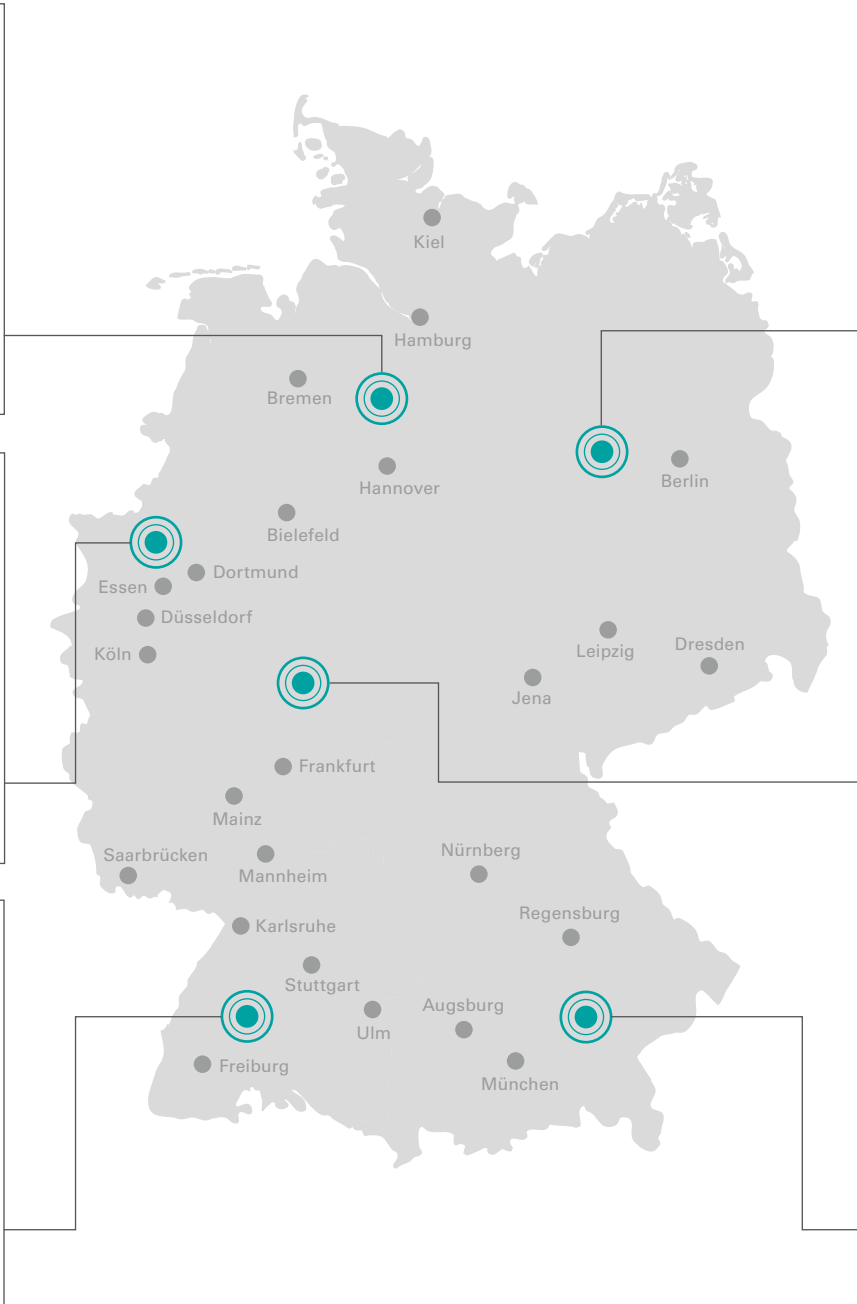 Kiel
Hamburg
Bremen
Hannover
Berlin
Bielefeld
Dortmund
Essen
Düsseldorf
Köln
Leipzig
Dresden
Jena
Frankfurt
Mainz
Saarbrücken
Mannheim
Nürnberg
Regensburg
Karlsruhe
Stuttgart
Augsburg
Ulm
Freiburg
München